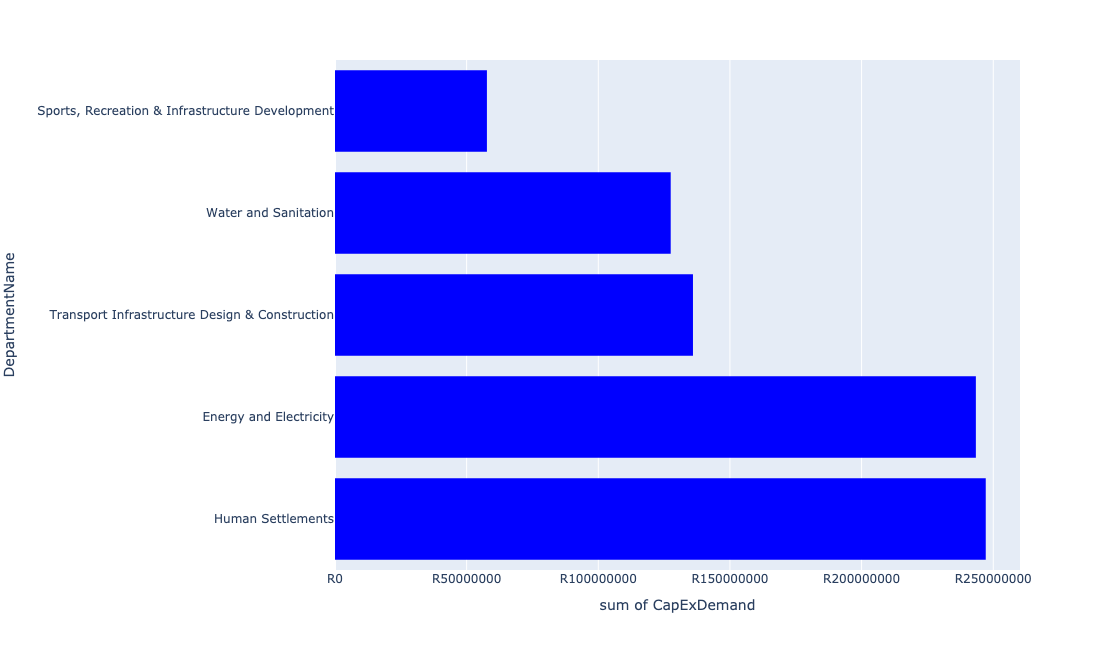 Sports, Recreation & Infrastructure Development
Water and Sanitation
Transport Infrastructure Design & Construction
Energy and Electricity
Human Settlements
DepartmentName
R0 R50000000 R100000000 R150000000 R200000000 R250000000
sum of CapExDemand